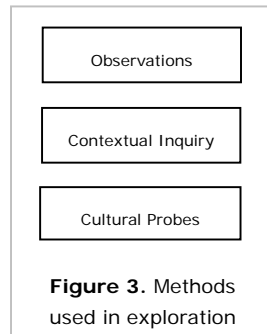 Observations
Contextual Inquiry
Cultural Probes
Figure 3. Methods
used in exploration